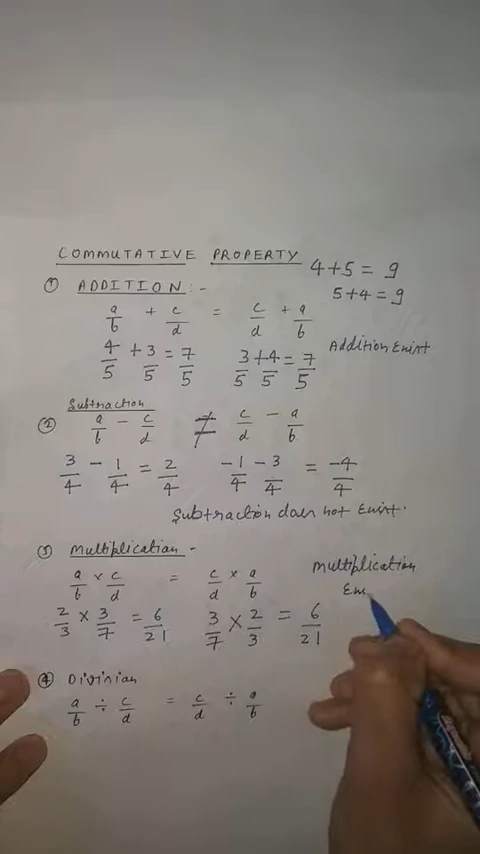 COMMUTATIVE PROPERTY 4+5 = 9
① ADDITION :- 5+4 = 9
a/b + c/d = c/d + a/b
4/5 + 3/5 = 7/5 3/5 + 4/5 = 7/5 Addition Exist
Subtraction
② a/b - c/d ≠ c/d - a/b
3/4 - 1/4 = 2/4 -1/4 - 3/4 = -4/4
Subtraction does not Exist.
③ Multiplication - Multiplication
a/b × c/d = c/d × a/b Exi
2/3 × 3/7 = 6/21 3/7 × 2/3 = 6/21
④ Division
a/b ÷ c/d = c/d ÷ a/b